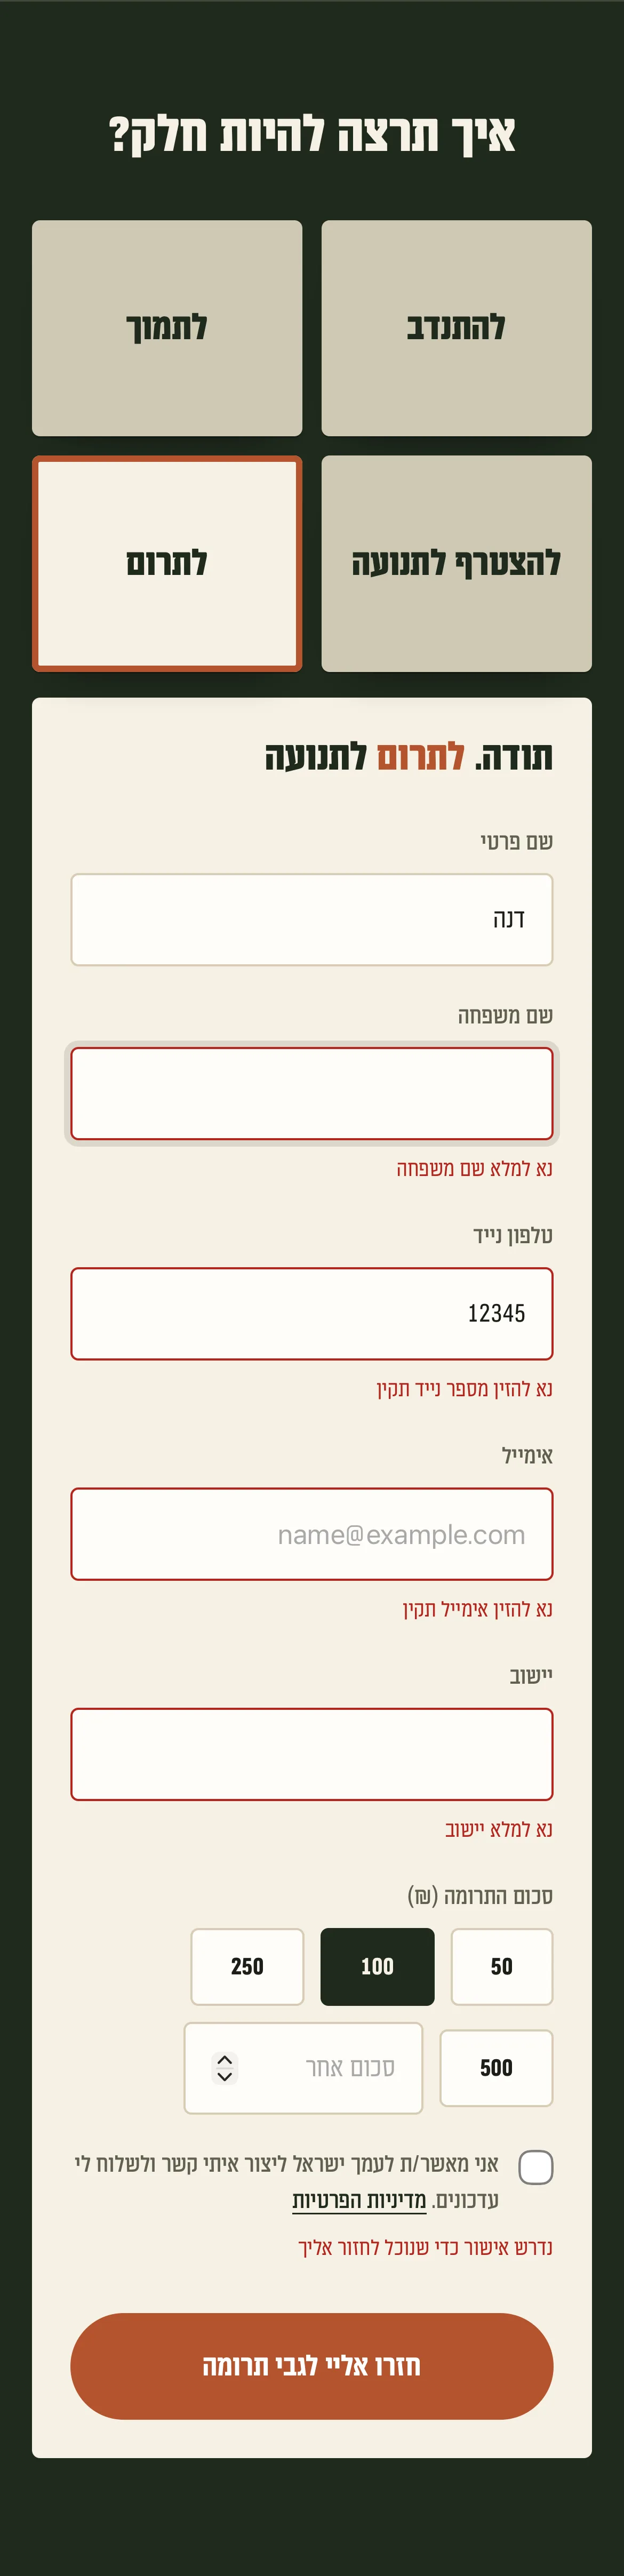 איך תרצה להיות חלק?
להתנדב
לתמוך
להצטרף לתנועה
לתרום
תודה. לתרום לתנועה
שם פרטי
דנה
שם משפחה
נא למלא שם משפחה
טלפון נייד
12345
נא להזין מספר נייד תקין
אימייל
name@example.com
נא להזין אימייל תקין
יישוב
נא למלא יישוב
סכום התרומה (₪)
50
100
250
500
סכום אחר
אני מאשר/ת לעמך ישראל ליצור איתי קשר ולשלוח לי
עדכונים. מדיניות הפרטיות
נדרש אישור כדי שנוכל לחזור אליך
חזרו אליי לגבי תרומה